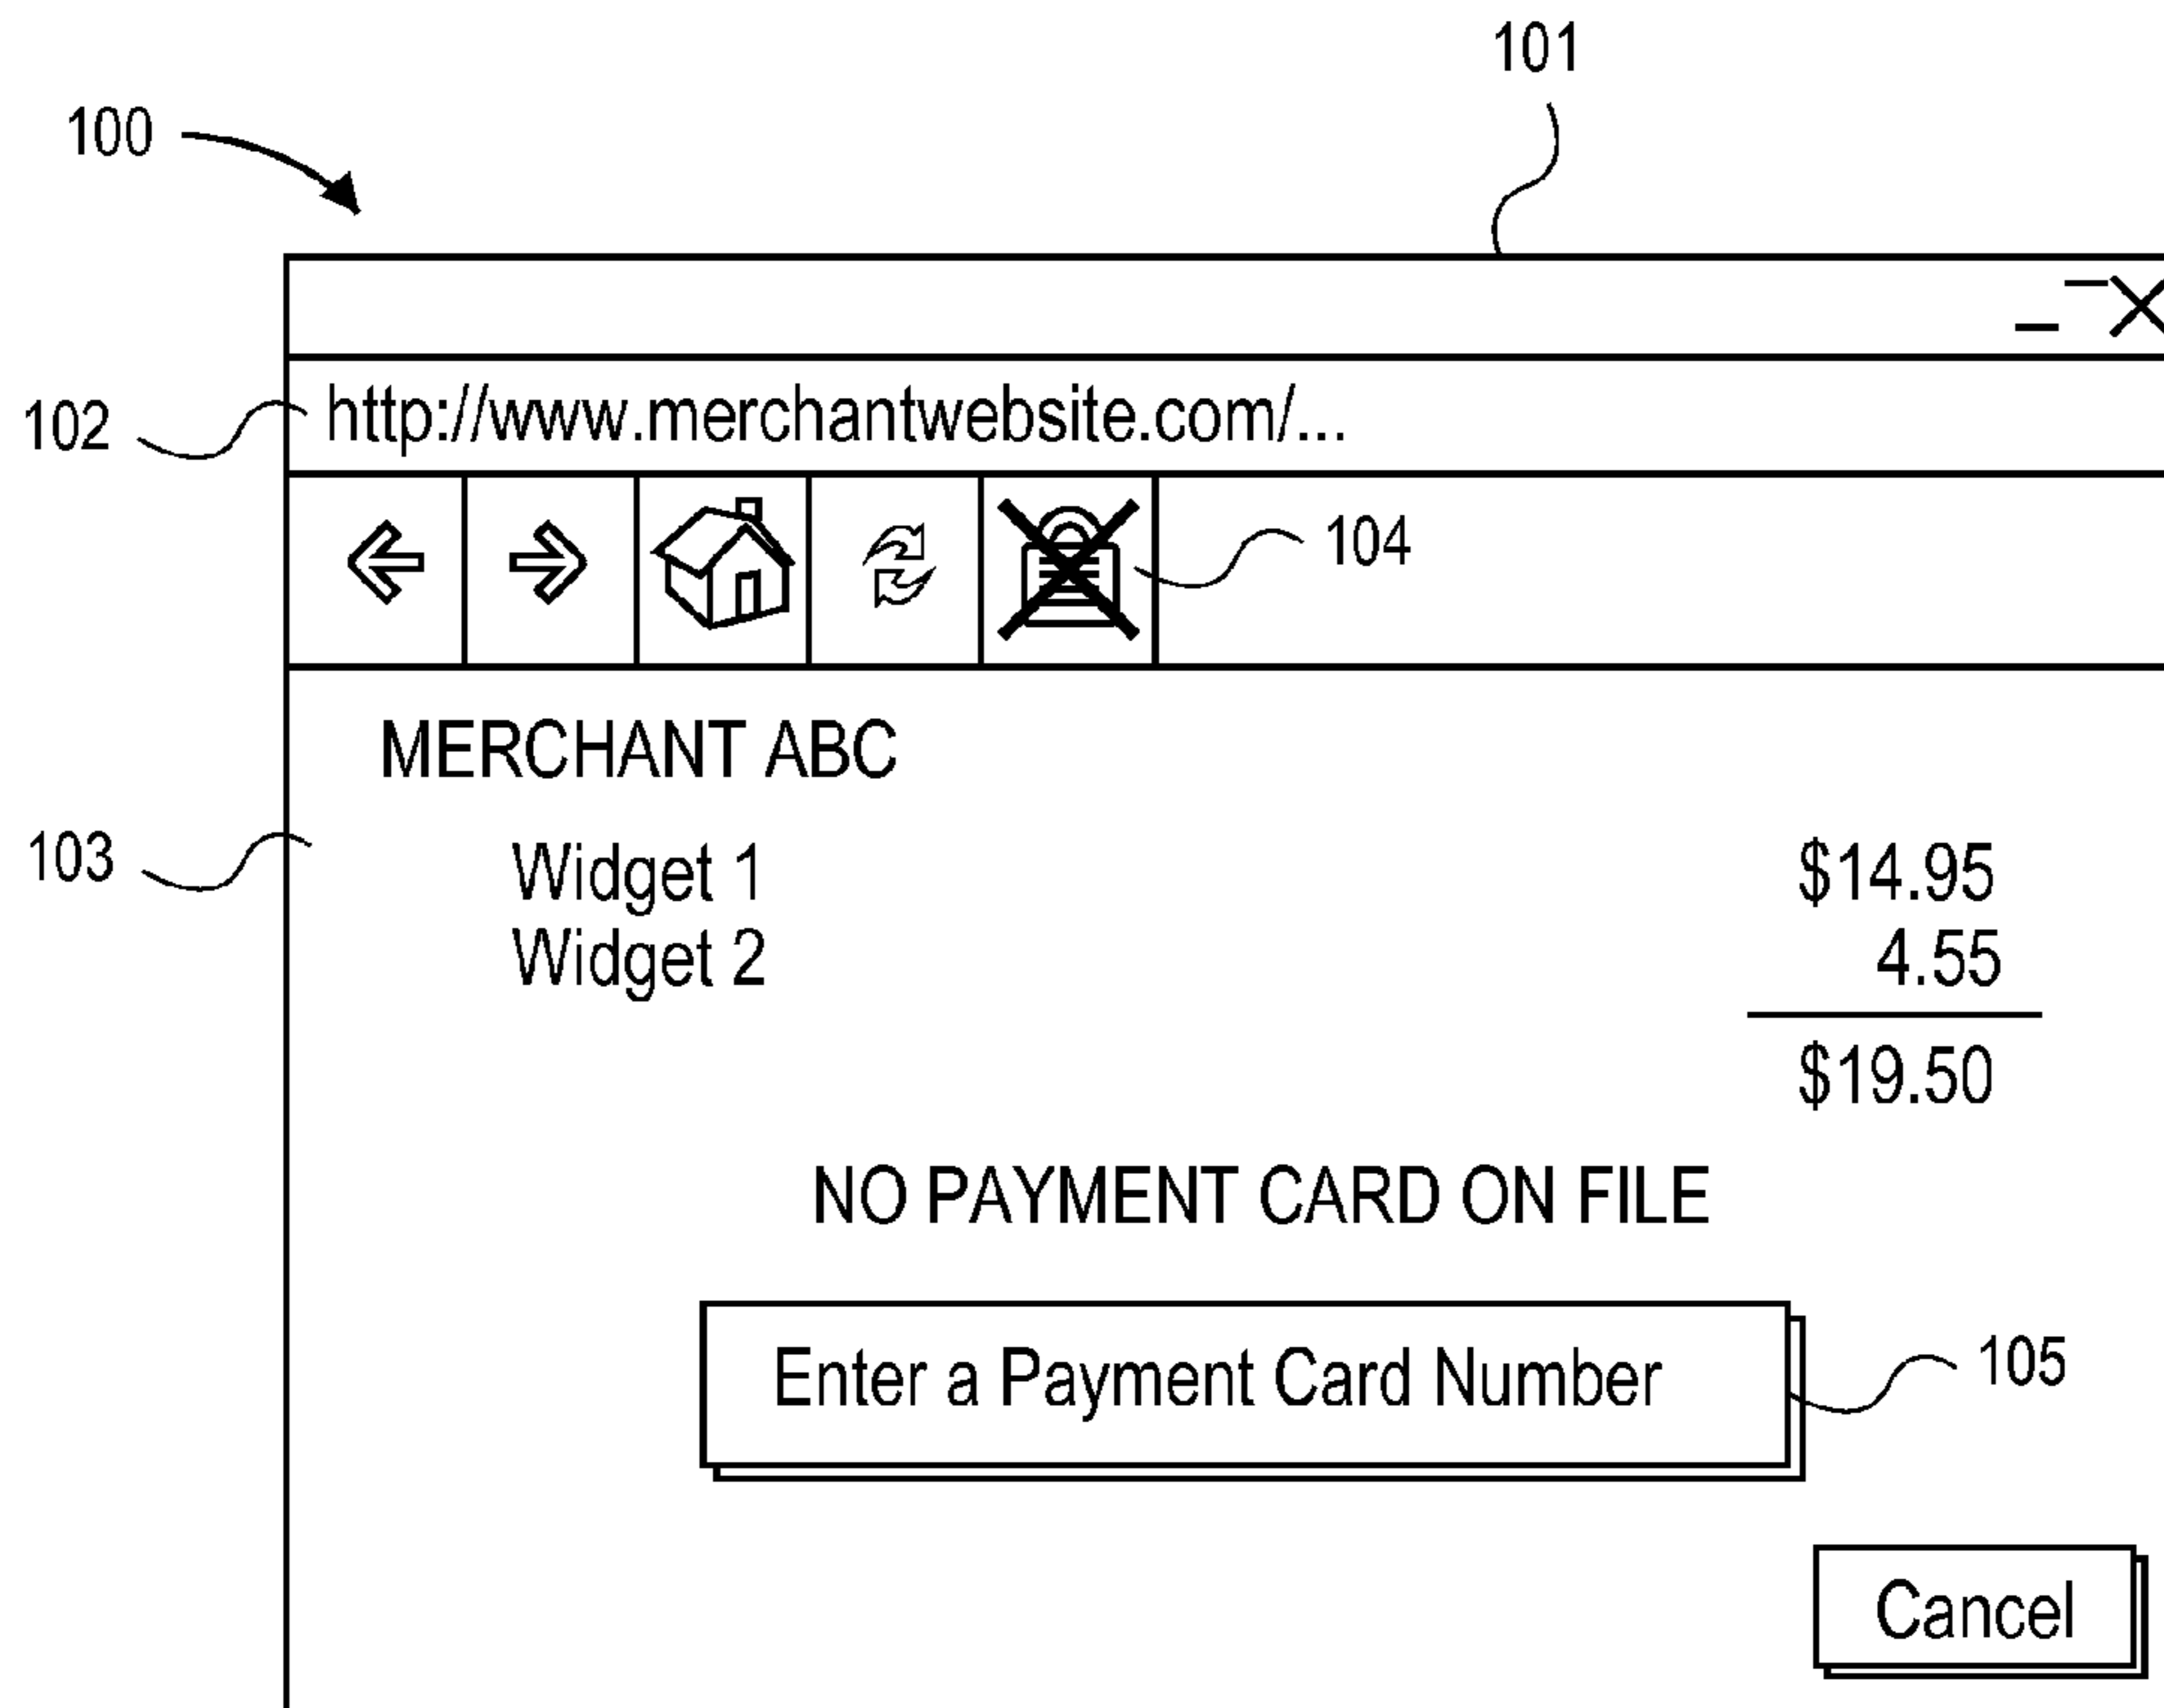 101
100
102
http://www.merchantwebsite.com/...
104
MERCHANT ABC
103
Widget 1 $14.95
Widget 2 4.55
$19.50
NO PAYMENT CARD ON FILE
Enter a Payment Card Number
105
Cancel